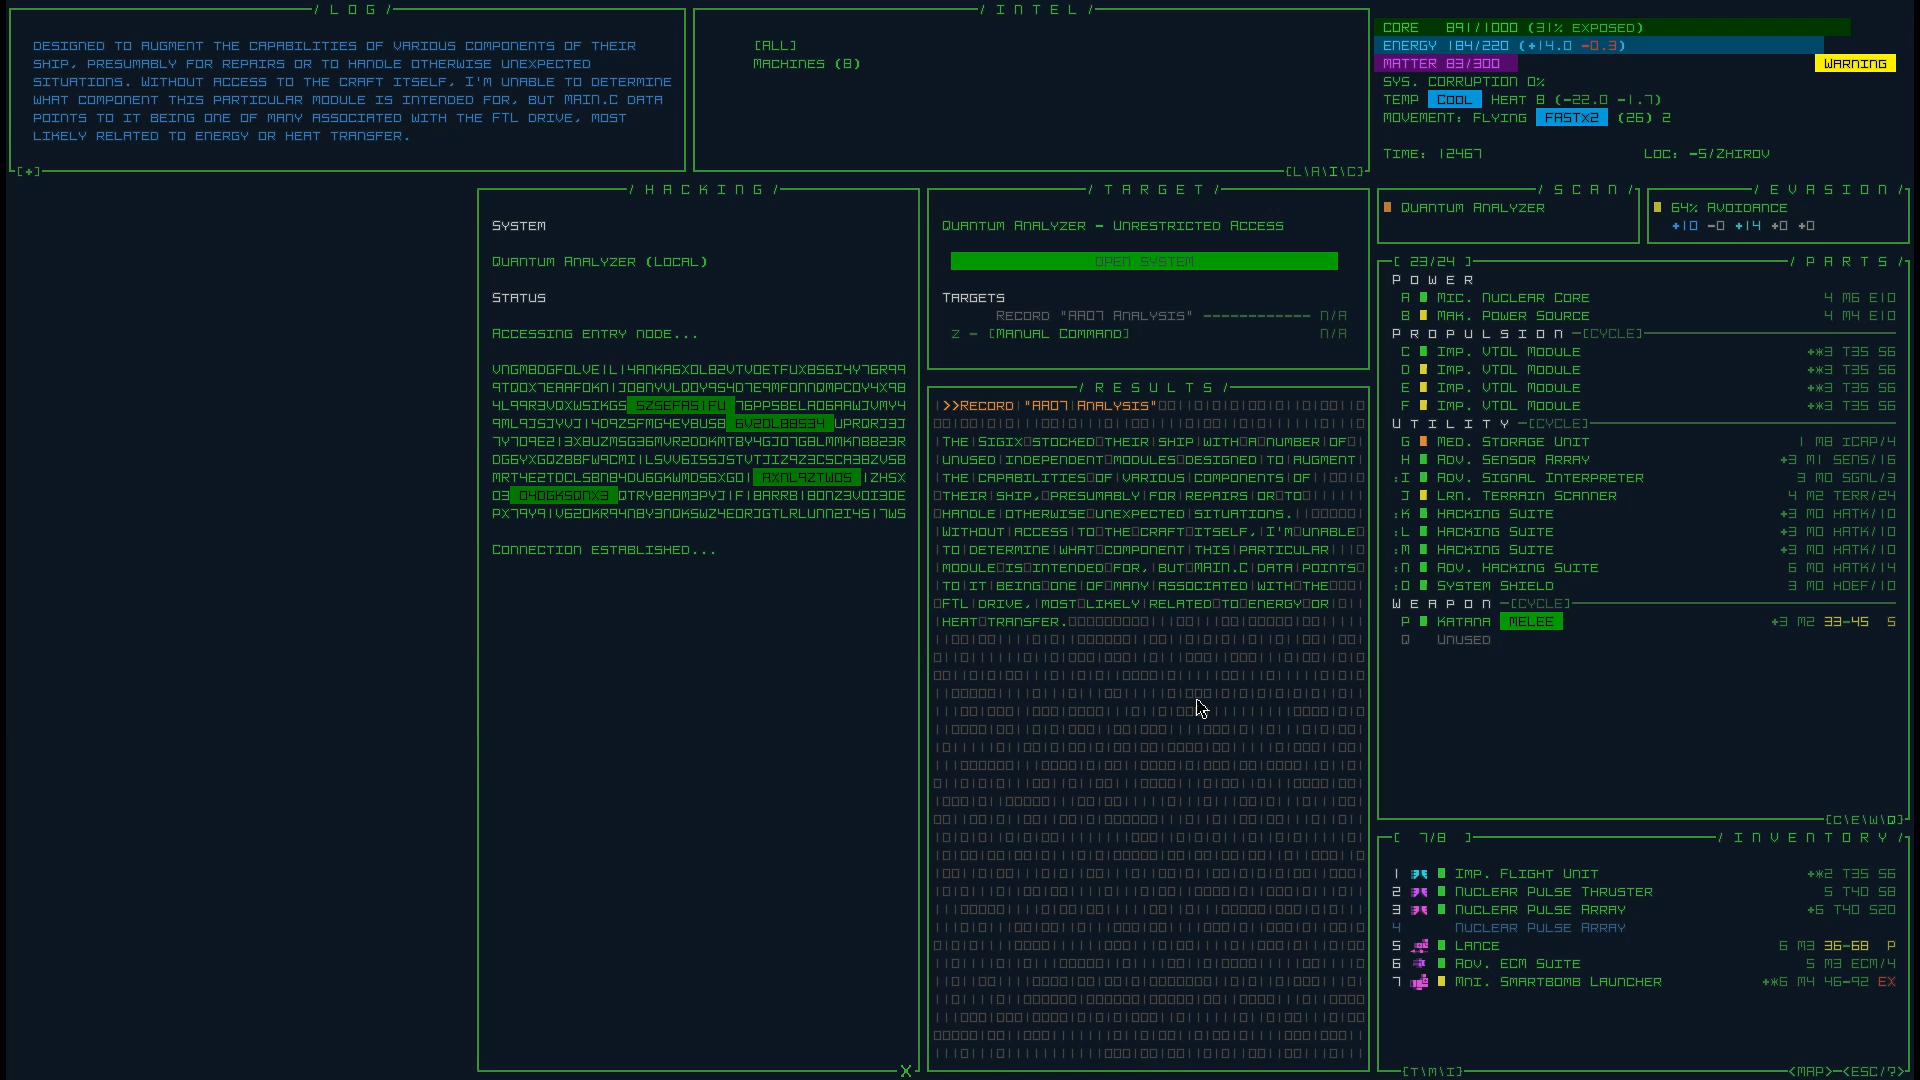 / LOG /
DESIGNED TO AUGMENT THE CAPABILITIES OF VARIOUS COMPONENTS OF THEIR
SHIP, PRESUMABLY FOR REPAIRS OR TO HANDLE OTHERWISE UNEXPECTED
SITUATIONS. WITHOUT ACCESS TO THE CRAFT ITSELF, I'M UNABLE TO DETERMINE
WHAT COMPONENT THIS PARTICULAR MODULE IS INTENDED FOR, BUT MAIN.C DATA
POINTS TO IT BEING ONE OF MANY ASSOCIATED WITH THE FTL DRIVE, MOST
LIKELY RELATED TO ENERGY OR HEAT TRANSFER.
[+]
/ INTEL /
[ALL]
MACHINES (8)
[L\A\I\C]
CORE 891/1000 (31% EXPOSED)
ENERGY 184/220 (+14.0 -0.3)
MATTER 83/300
WARNING
SYS. CORRUPTION 0%
TEMP COOL HEAT 8 (-22.0 -1.7)
MOVEMENT: FLYING FASTX2 (26) 2
TIME: 12467 LOC: -5/ZHIROV
/ HACKING /
SYSTEM
QUANTUM ANALYZER (LOCAL)
STATUS
ACCESSING ENTRY NODE...
CONNECTION ESTABLISHED...
X
/ TARGET /
QUANTUM ANALYZER - UNRESTRICTED ACCESS
OPEN SYSTEM
TARGETS
RECORD "AA07 ANALYSIS" ------------ N/A
Z - [MANUAL COMMAND] N/A
/ RESULTS /
>>RECORD "AA07 ANALYSIS"
THE SIGIX STOCKED THEIR SHIP WITH A NUMBER OF
UNUSED INDEPENDENT MODULES DESIGNED TO AUGMENT
THE CAPABILITIES OF VARIOUS COMPONENTS OF
THEIR SHIP, PRESUMABLY FOR REPAIRS OR TO
HANDLE OTHERWISE UNEXPECTED SITUATIONS.
WITHOUT ACCESS TO THE CRAFT ITSELF, I'M UNABLE
TO DETERMINE WHAT COMPONENT THIS PARTICULAR
MODULE IS INTENDED FOR, BUT MAIN.C DATA POINTS
TO IT BEING ONE OF MANY ASSOCIATED WITH THE
FTL DRIVE, MOST LIKELY RELATED TO ENERGY OR
HEAT TRANSFER.
/ SCAN /
QUANTUM ANALYZER
/ EVASION /
64% AVOIDANCE
+10 -0 +14 +0 +0
[ 23/24 ] / PARTS /
POWER
A MIC. NUCLEAR CORE 4 M6 E10
B MAK. POWER SOURCE 4 M4 E10
PROPULSION [CYCLE]
C IMP. VTOL MODULE +*3 T35 S6
D IMP. VTOL MODULE +*3 T35 S6
E IMP. VTOL MODULE +*3 T35 S6
F IMP. VTOL MODULE +*3 T35 S6
UTILITY [CYCLE]
G MED. STORAGE UNIT 1 M8 ICAP/4
H ADV. SENSOR ARRAY +3 M1 SENS/16
:I ADV. SIGNAL INTERPRETER 3 M0 SGNL/3
J LRN. TERRAIN SCANNER 4 M2 TERR/24
:K HACKING SUITE +3 M0 HATK/10
:L HACKING SUITE +3 M0 HATK/10
:M HACKING SUITE +3 M0 HATK/10
:N ADV. HACKING SUITE 6 M0 HATK/14
:O SYSTEM SHIELD 3 M0 HDEF/10
WEAPON [CYCLE]
P KATANA MELEE +3 M2 33-45 S
Q UNUSED
[C\E\W\Q]
[ 7/8 ] / INVENTORY /
1 IMP. FLIGHT UNIT +*2 T35 S6
2 NUCLEAR PULSE THRUSTER 5 T40 S8
3 NUCLEAR PULSE ARRAY +6 T40 S20
4 NUCLEAR PULSE ARRAY
5 LANCE 6 M3 36-68 P
6 ADV. ECM SUITE 5 M3 ECM/4
7 MNI. SMARTBOMB LAUNCHER +*6 M4 46-92 EX
[T\M\I] <MAP> <ESC/?>